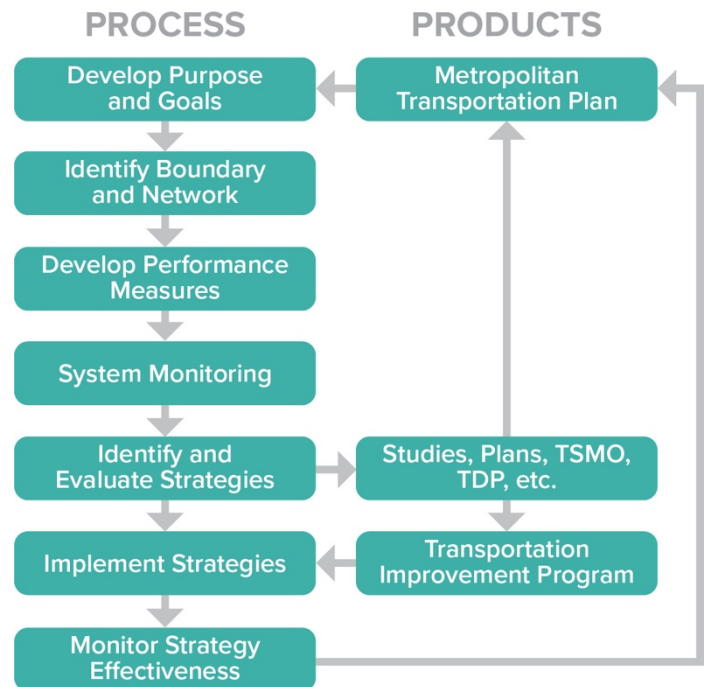 PROCESS
PRODUCTS
Develop Purpose
and Goals
Metropolitan
Transportation Plan
Identify Boundary
and Network
Develop Performance
Measures
System Monitoring
Identify and
Evaluate Strategies
Studies, Plans, TSMO,
TDP, etc.
Implement Strategies
Transportation
Improvement Program
Monitor Strategy
Effectiveness